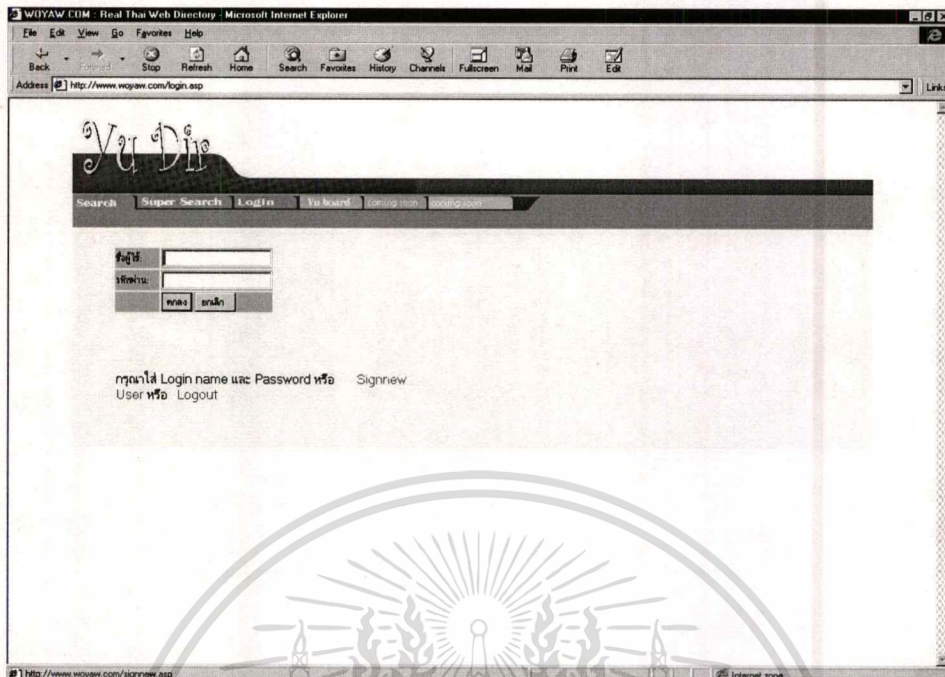 WOYAW.COM : Real Thai Web Directory - Microsoft Internet Explorer
File Edit View Go Favorites Help
Back Forward Stop Refresh Home Search Favorites History Channels Fullscreen Mail Print Edit
Address http://www.woyaw.com/login.asp Links
Yu Dir
Search Super Search LogIn Yu board coming soon coming soon
ชื่อผู้ใช้:
รหัสผ่าน:
ตกลง ยกเลิก
กรุณาใส่ Login name และ Password หรือ Signnew
User หรือ Logout
http://www.woyaw.com/signnew.asp Internet zone